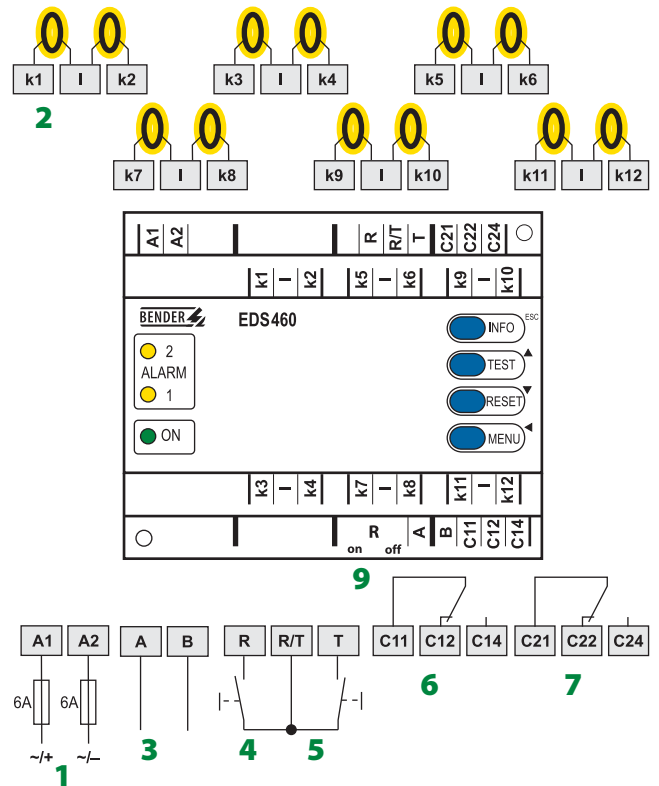 k1 I k2 k3 I k4 k5 I k6
2
k7 I k8 k9 I k10 k11 I k12
A1 A2 R R/T T C21 C22 C24
k1 I k2 k5 I k6 k9 I k10
BENDER EDS460
INFO ESC
2
TEST
ALARM
1
RESET
ON
MENU
k3 I k4 k7 I k8 k11 I k12
R on off A B C11 C12 C14
9
A1 A2 A B R R/T T C11 C12 C14 C21 C22 C24
6 7
6A 6A
3 4 5
~/+ ~/–
1